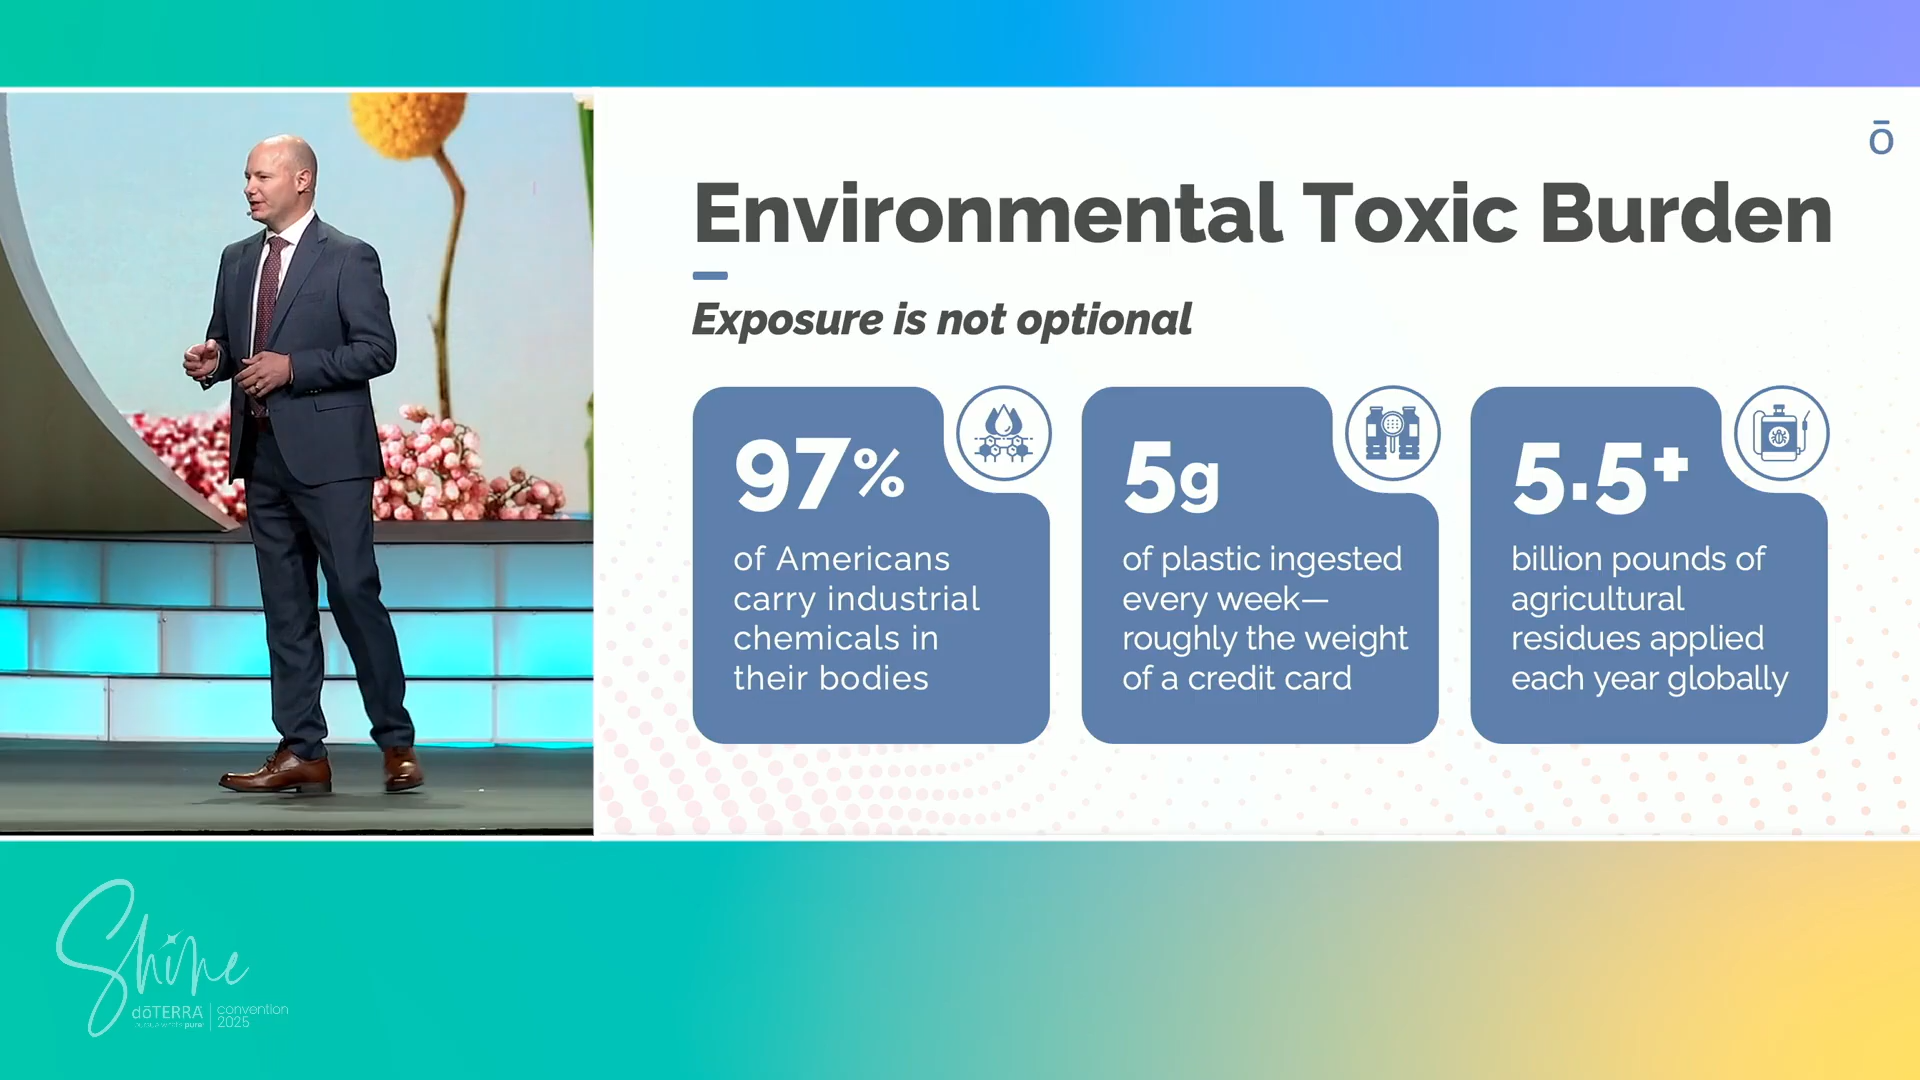 ō
Environmental Toxic Burden
Exposure is not optional
97%
of Americans
carry industrial
chemicals in
their bodies
5g
of plastic ingested
every week—
roughly the weight
of a credit card
5.5+
billion pounds of
agricultural
residues applied
each year globally
Shine
dōTERRA
convention
2025